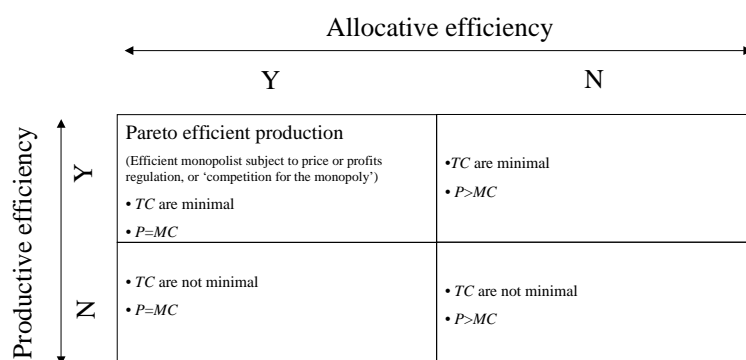 Allocative efficiency
Y
N
Productive efficiency
Y
N
Pareto efficient production
(Efficient monopolist subject to price or profits
regulation, or ‘competition for the monopoly’)
• TC are minimal
• P=MC
•TC are minimal
• P>MC
• TC are not minimal
• P=MC
• TC are not minimal
• P>MC